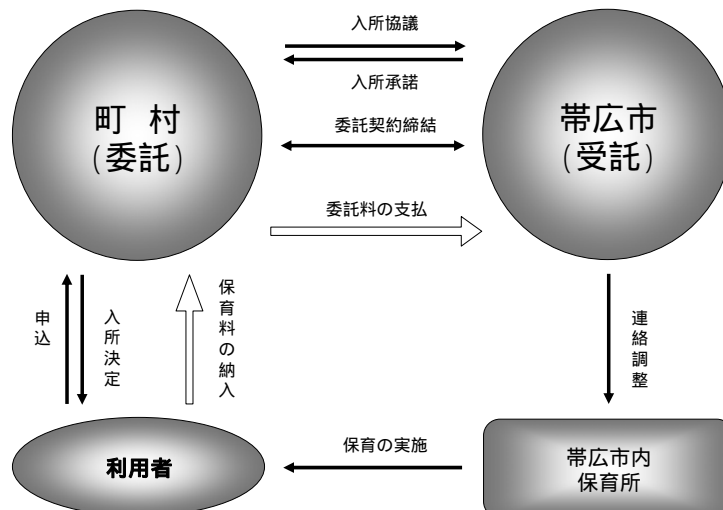 入所協議
入所承諾
町 村
(委託)
委託契約締結
帯広市
(受託)
委託料の支払
申込
入所決定
保育料の納入
連絡調整
利用者
保育の実施
帯広市内
保育所